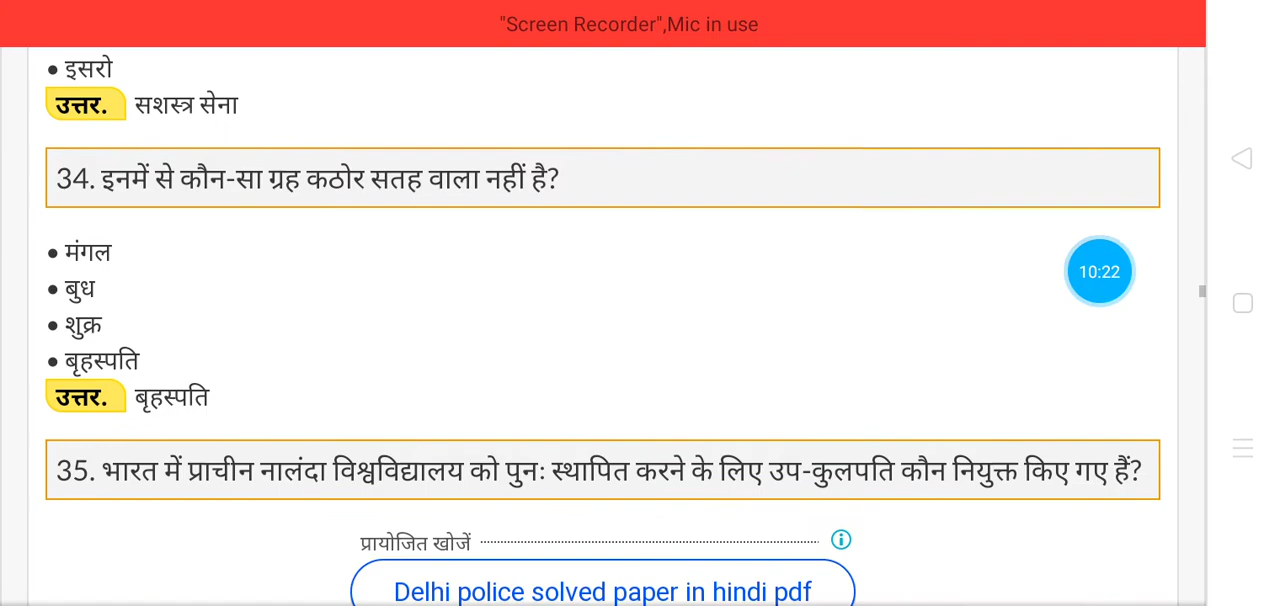 "Screen Recorder",Mic in use
• इसरो
उत्तर. सशस्त्र सेना
34. इनमें से कौन-सा ग्रह कठोर सतह वाला नहीं है?
• मंगल
10:22
• बुध
• शुक्र
• बृहस्पति
उत्तर. बृहस्पति
35. भारत में प्राचीन नालंदा विश्वविद्यालय को पुनः स्थापित करने के लिए उप-कुलपति कौन नियुक्त किए गए हैं?
प्रायोजित खोजें
Delhi police solved paper in hindi pdf